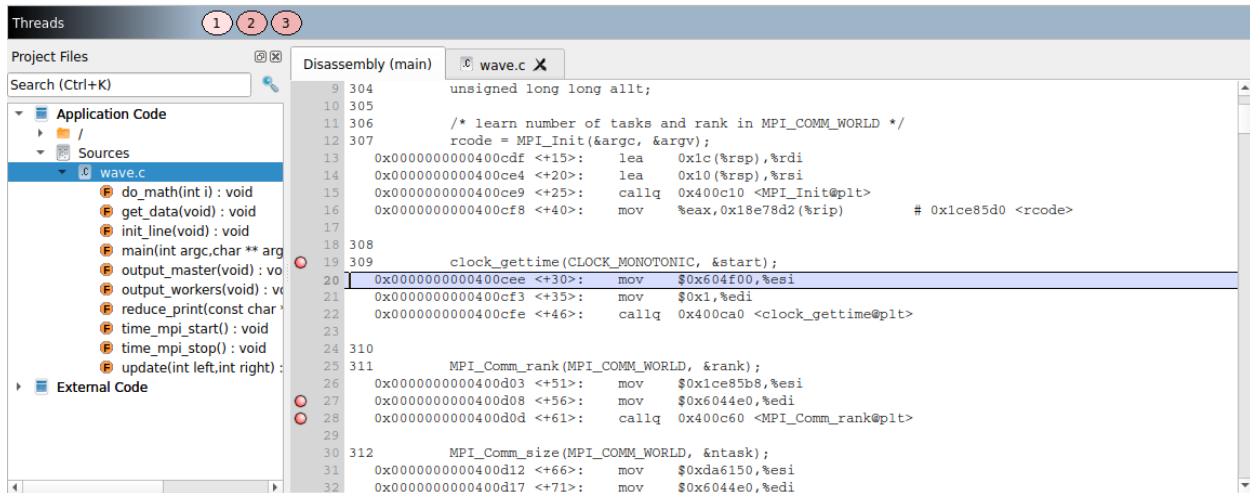 Threads 1 2 3
Project Files
Search (Ctrl+K)
Application Code
/
Sources
wave.c
do_math(int i) : void
get_data(void) : void
init_line(void) : void
main(int argc,char ** arg
output_master(void) : vo
output_workers(void) : vo
reduce_print(const char *
time_mpi_start() : void
time_mpi_stop() : void
update(int left,int right) :
External Code
Disassembly (main) wave.c
9 304 unsigned long long allt;
10 305
11 306 /* learn number of tasks and rank in MPI_COMM_WORLD */
12 307 rcode = MPI_Init(&argc, &argv);
13 0x0000000000400cdf <+15>: lea 0x1c(%rsp),%rdi
14 0x0000000000400ce4 <+20>: lea 0x10(%rsp),%rsi
15 0x0000000000400ce9 <+25>: callq 0x400c10 <MPI_Init@plt>
16 0x0000000000400cf8 <+40>: mov %eax,0x18e78d2(%rip) # 0x1ce85d0 <rcode>
17
18 308
19 309 clock_gettime(CLOCK_MONOTONIC, &start);
20 0x0000000000400cee <+30>: mov $0x604f00,%esi
21 0x0000000000400cf3 <+35>: mov $0x1,%edi
22 0x0000000000400cfe <+46>: callq 0x400ca0 <clock_gettime@plt>
23
24 310
25 311 MPI_Comm_rank(MPI_COMM_WORLD, &rank);
26 0x0000000000400d03 <+51>: mov $0x1ce85b8,%esi
27 0x0000000000400d08 <+56>: mov $0x6044e0,%edi
28 0x0000000000400d0d <+61>: callq 0x400c60 <MPI_Comm_rank@plt>
29
30 312 MPI_Comm_size(MPI_COMM_WORLD, &ntask);
31 0x0000000000400d12 <+66>: mov $0xda6150,%esi
32 0x0000000000400d17 <+71>: mov $0x6044e0,%edi